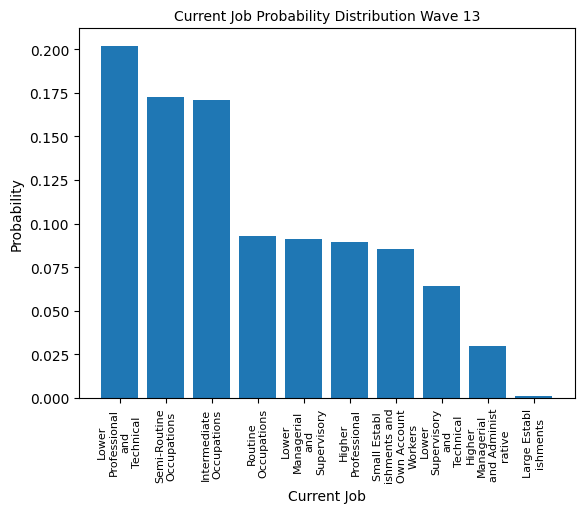 Current Job Probability Distribution Wave 13
0.200
0.175
0.150
0.125
0.100
0.075
0.050
0.025
0.000
Probability
Lower
Professional
and
Technical
Semi-Routine
Occupations
Intermediate
Occupations
Routine
Occupations
Lower
Managerial
and
Supervisory
Higher
Professional
Small Establ
ishments and
Own Account
Workers
Lower
Supervisory
and
Technical
Higher
Managerial
and Administ
rative
Large Establ
ishments
Current Job